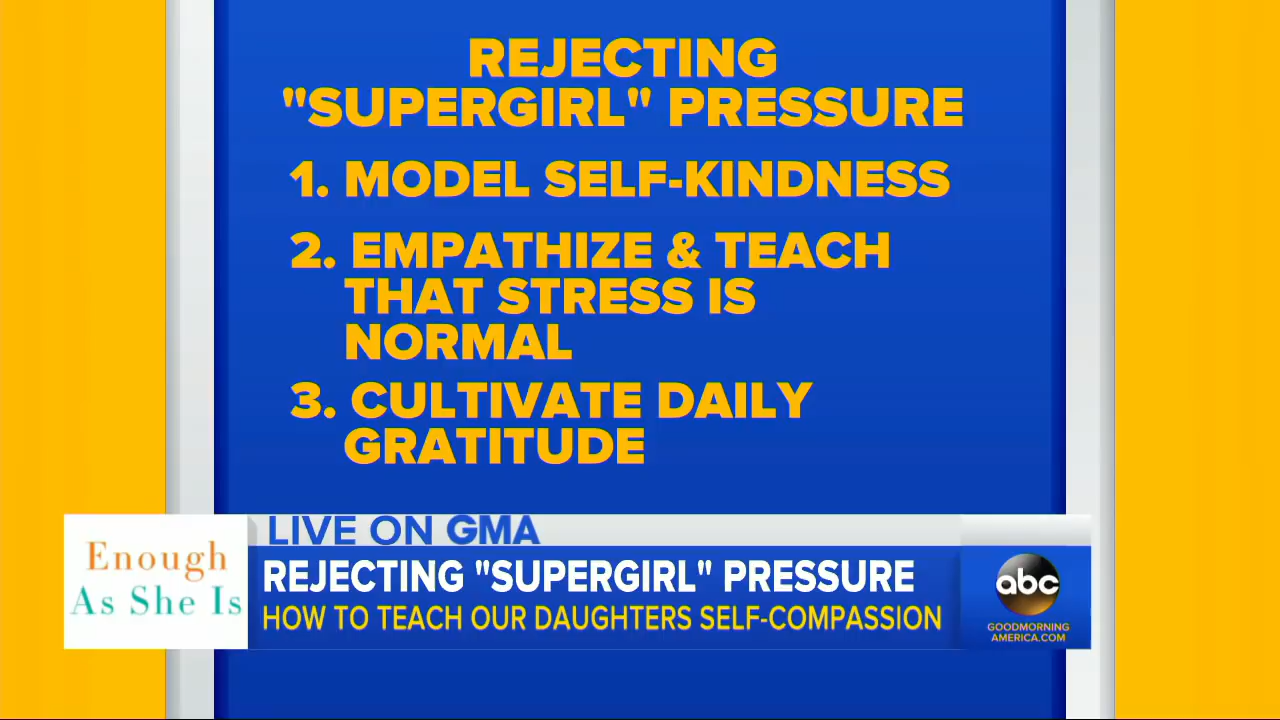 REJECTING
"SUPERGIRL" PRESSURE
1. MODEL SELF-KINDNESS
2. EMPATHIZE & TEACH
THAT STRESS IS
NORMAL
3. CULTIVATE DAILY
GRATITUDE
LIVE ON GMA
Enough
As She Is
REJECTING "SUPERGIRL" PRESSURE
HOW TO TEACH OUR DAUGHTERS SELF-COMPASSION
abc
GOODMORNING
AMERICA.COM